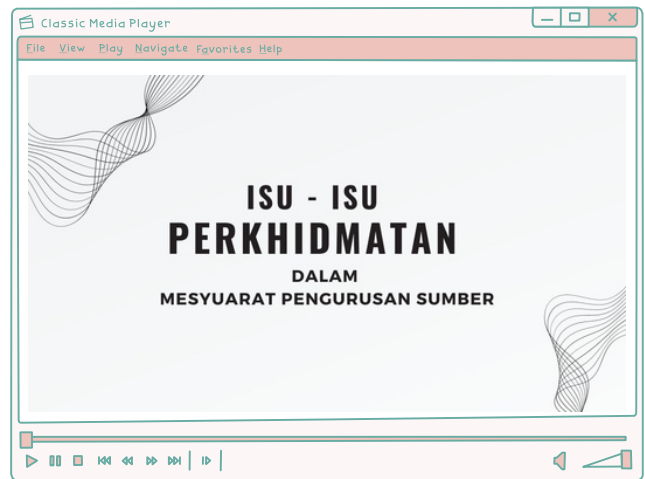 Classic Media Player
File View Play Navigate Favorites Help
ISU - ISU
PERKHIDMATAN
DALAM
MESYUARAT PENGURUSAN SUMBER